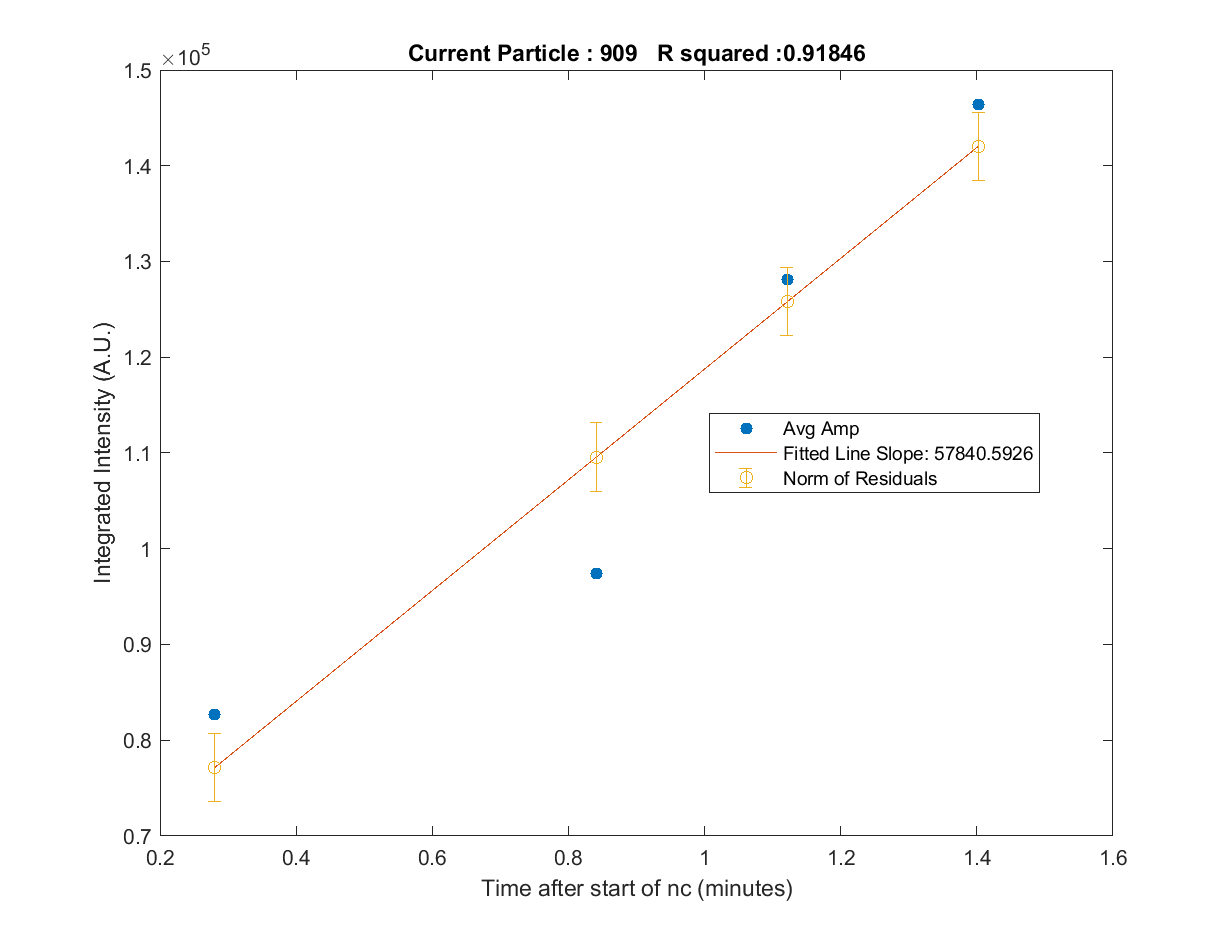 Current Particle : 909   R squared :0.91846
×10^5
1.5
1.4
1.3
1.2
1.1
1
0.9
0.8
0.7
Integrated Intensity (A.U.)
Avg Amp
Fitted Line Slope: 57840.5926
Norm of Residuals
0.2 0.4 0.6 0.8 1 1.2 1.4 1.6
Time after start of nc (minutes)